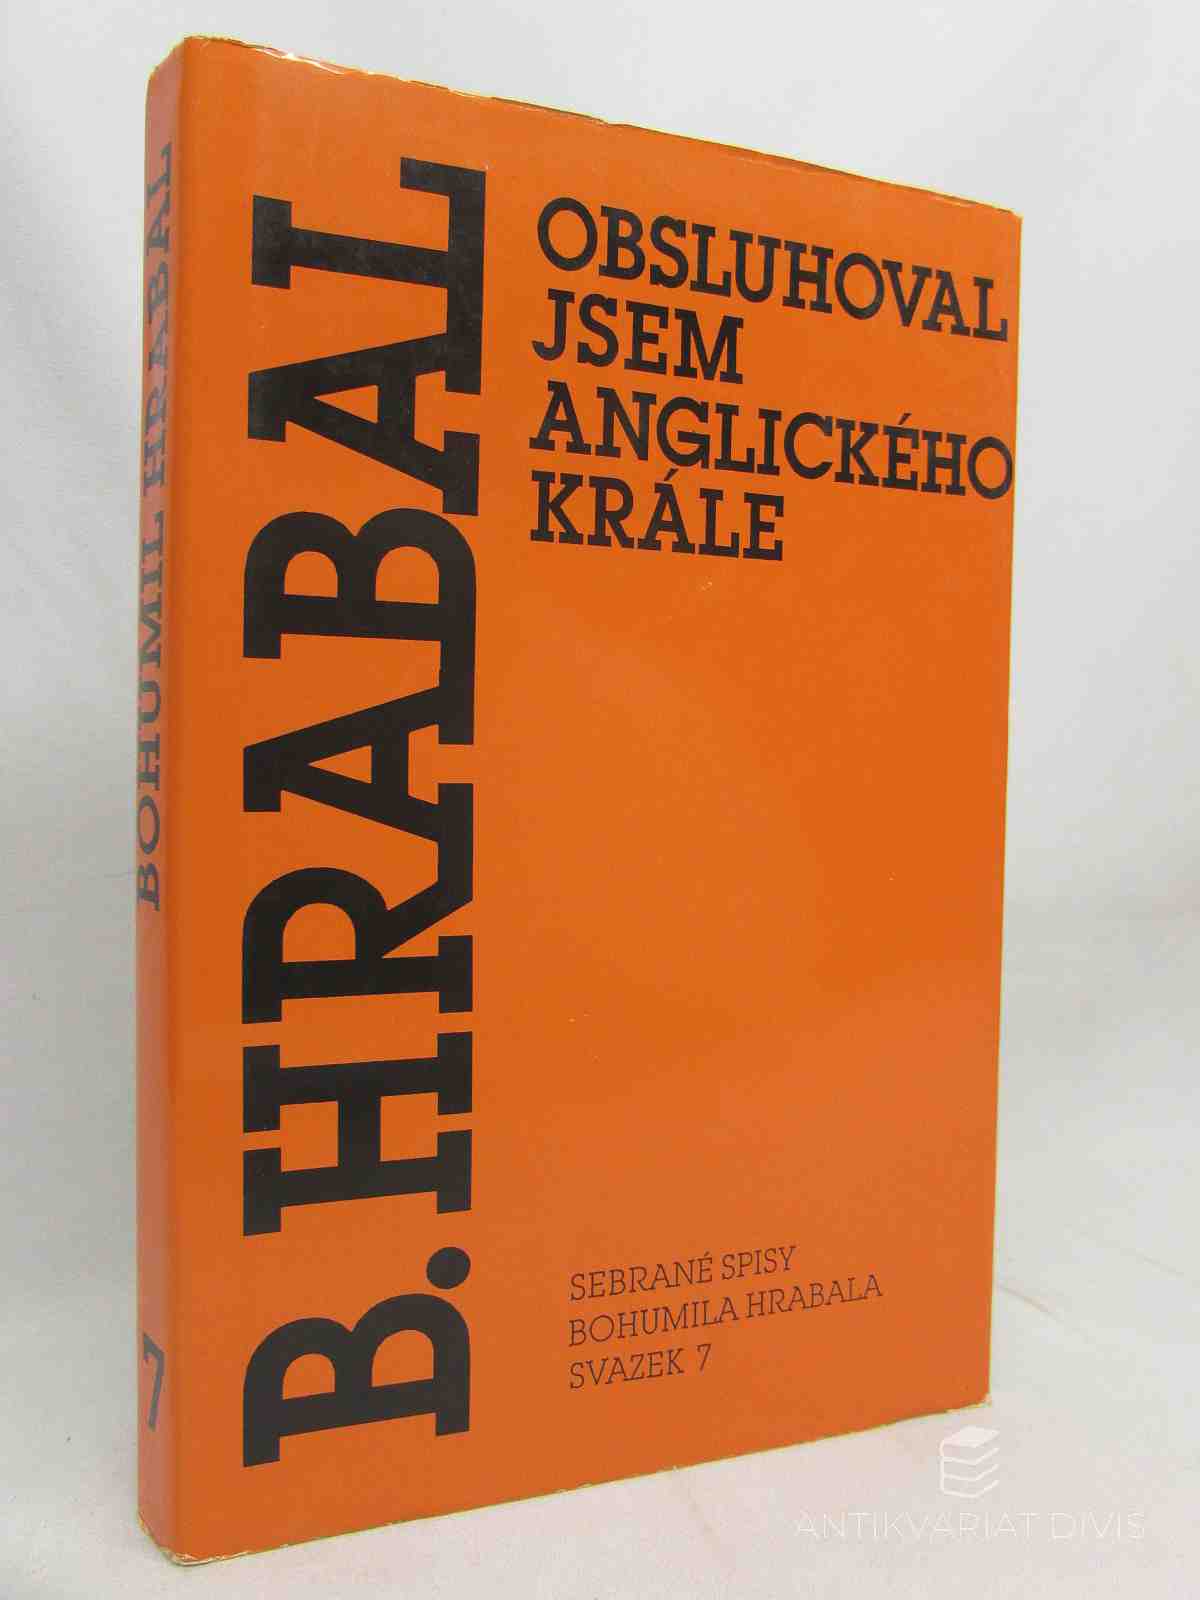 BOHUMIL HRABAL
7
B. HRABAL
OBSLUHOVAL
JSEM
ANGLICKÉHO
KRÁLE
SEBRANÉ SPISY
BOHUMILA HRABALA
SVAZEK 7
ANTIKVARIAT DIVIS